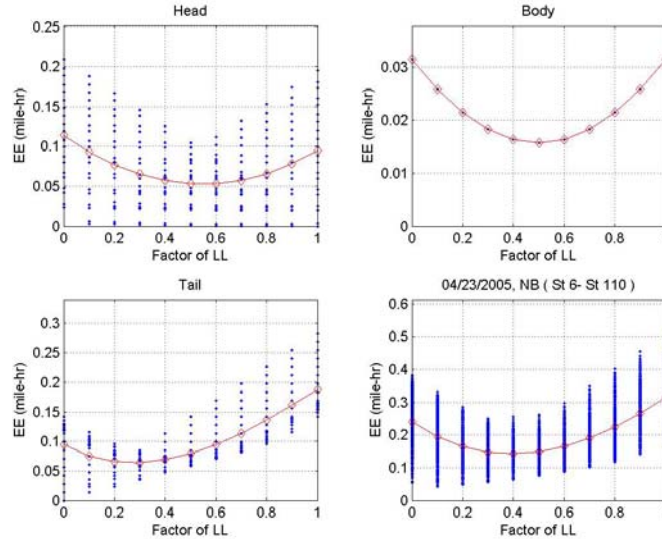 Head
Body
0.25
0.2
0.15
0.1
0.05
0
EE (mile-hr)
0 0.2 0.4 0.6 0.8 1
Factor of LL
0.03
0.02
0.01
0
EE (mile-hr)
0 0.2 0.4 0.6 0.8
Factor of LL
Tail
04/23/2005, NB ( St 6- St 110 )
0.3
0.25
0.2
0.15
0.1
0.05
0
EE (mile-hr)
0 0.2 0.4 0.6 0.8 1
Factor of LL
0.6
0.5
0.4
0.3
0.2
0.1
0
EE (mile-hr)
0 0.2 0.4 0.6 0.8
Factor of LL